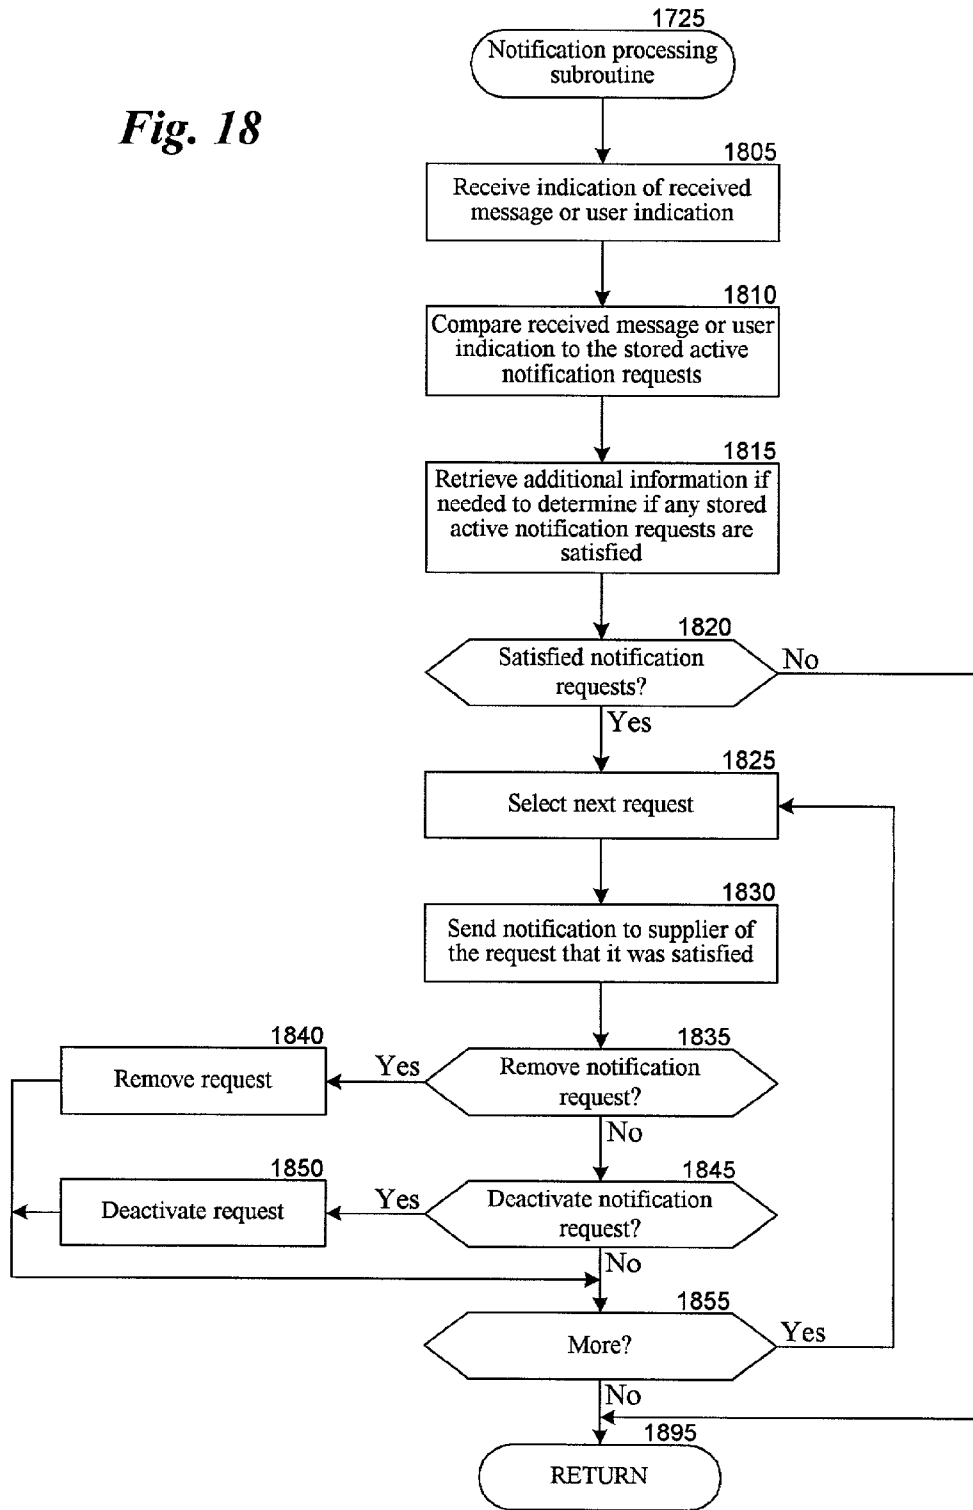 Fig. 18
1725
Notification processing
subroutine
1805
Receive indication of received
message or user indication
1810
Compare received message or user
indication to the stored active
notification requests
1815
Retrieve additional information if
needed to determine if any stored
active notification requests are
satisfied
1820
Satisfied notification
requests?
No
Yes
1825
Select next request
1830
Send notification to supplier of
the request that it was satisfied
1835
Remove notification
request?
Yes
1840
Remove request
No
1845
Deactivate notification
request?
Yes
1850
Deactivate request
No
1855
More?
Yes
No
1895
RETURN